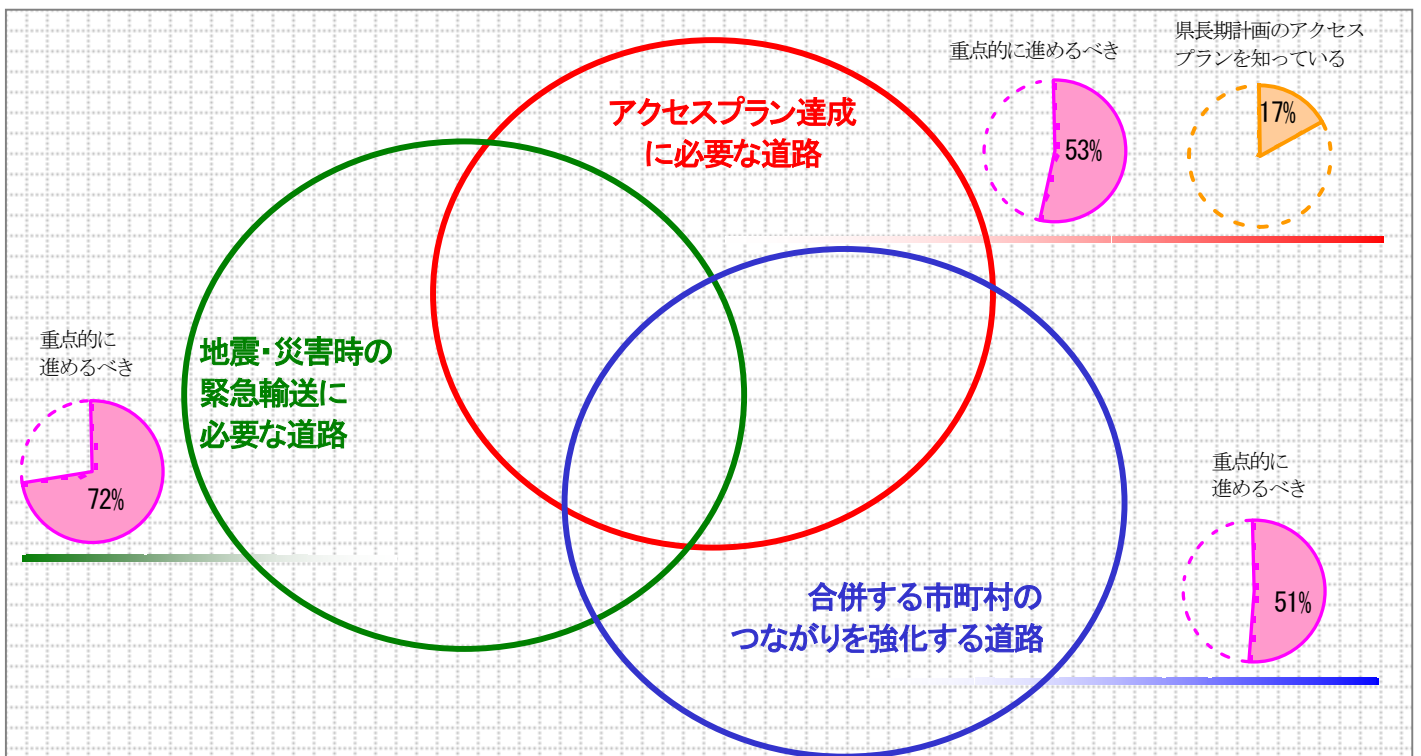 県長期計画のアクセス
プランを知っている
重点的に進めるべき
17%
53%
アクセスプラン達成
に必要な道路
重点的に
進めるべき
72%
地震・災害時の
緊急輸送に
必要な道路
重点的に
進めるべき
51%
合併する市町村の
つながりを強化する道路